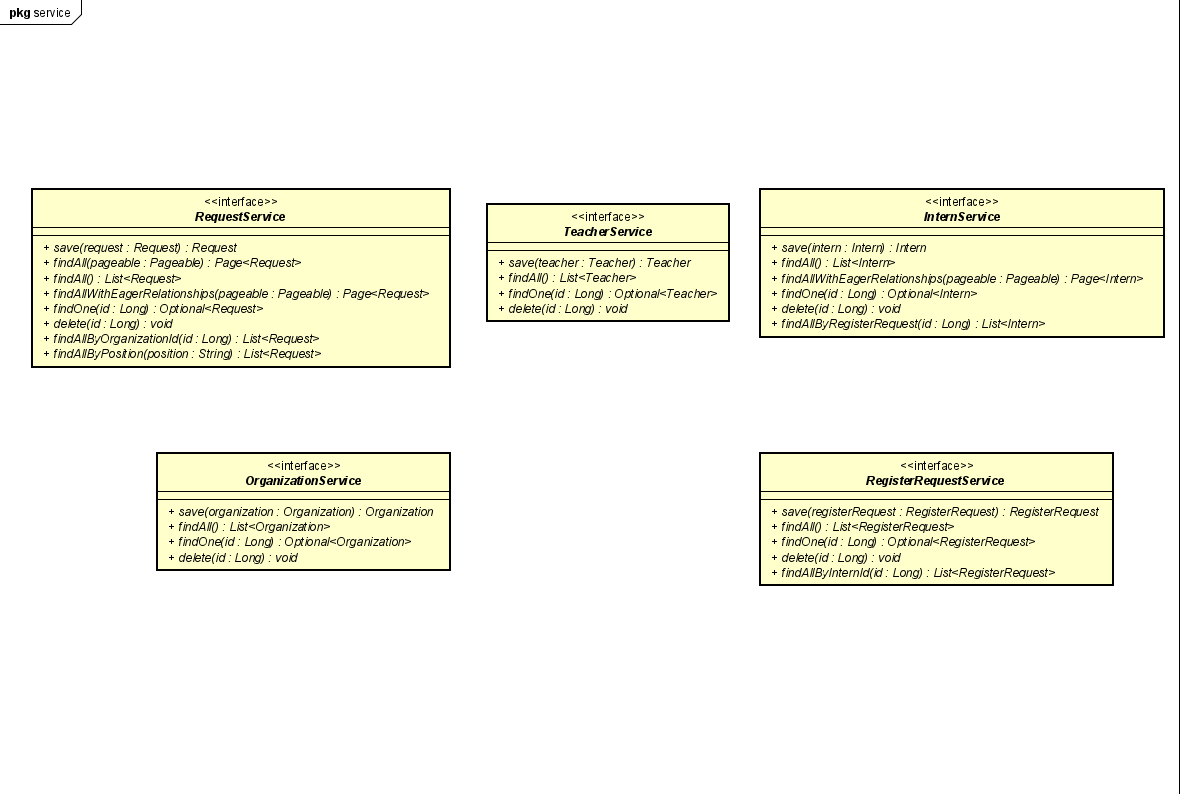 pkg service
<<interface>>
RequestService
+ save(request : Request) : Request
+ findAll(pageable : Pageable) : Page<Request>
+ findAll() : List<Request>
+ findAllWithEagerRelationships(pageable : Pageable) : Page<Request>
+ findOne(id : Long) : Optional<Request>
+ delete(id : Long) : void
+ findAllByOrganizationId(id : Long) : List<Request>
+ findAllByPosition(position : String) : List<Request>
<<interface>>
TeacherService
+ save(teacher : Teacher) : Teacher
+ findAll() : List<Teacher>
+ findOne(id : Long) : Optional<Teacher>
+ delete(id : Long) : void
<<interface>>
InternService
+ save(intern : Intern) : Intern
+ findAll() : List<Intern>
+ findAllWithEagerRelationships(pageable : Pageable) : Page<Intern>
+ findOne(id : Long) : Optional<Intern>
+ delete(id : Long) : void
+ findAllByRegisterRequest(id : Long) : List<Intern>
<<interface>>
OrganizationService
+ save(organization : Organization) : Organization
+ findAll() : List<Organization>
+ findOne(id : Long) : Optional<Organization>
+ delete(id : Long) : void
<<interface>>
RegisterRequestService
+ save(registerRequest : RegisterRequest) : RegisterRequest
+ findAll() : List<RegisterRequest>
+ findOne(id : Long) : Optional<RegisterRequest>
+ delete(id : Long) : void
+ findAllByInternId(id : Long) : List<RegisterRequest>